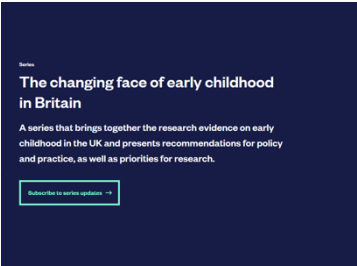 Series
The changing face of early childhood
in Britain
A series that brings together the research evidence on early
childhood in the UK and presents recommendations for policy
and practice, as well as priorities for research.
Subscribe to series updates →